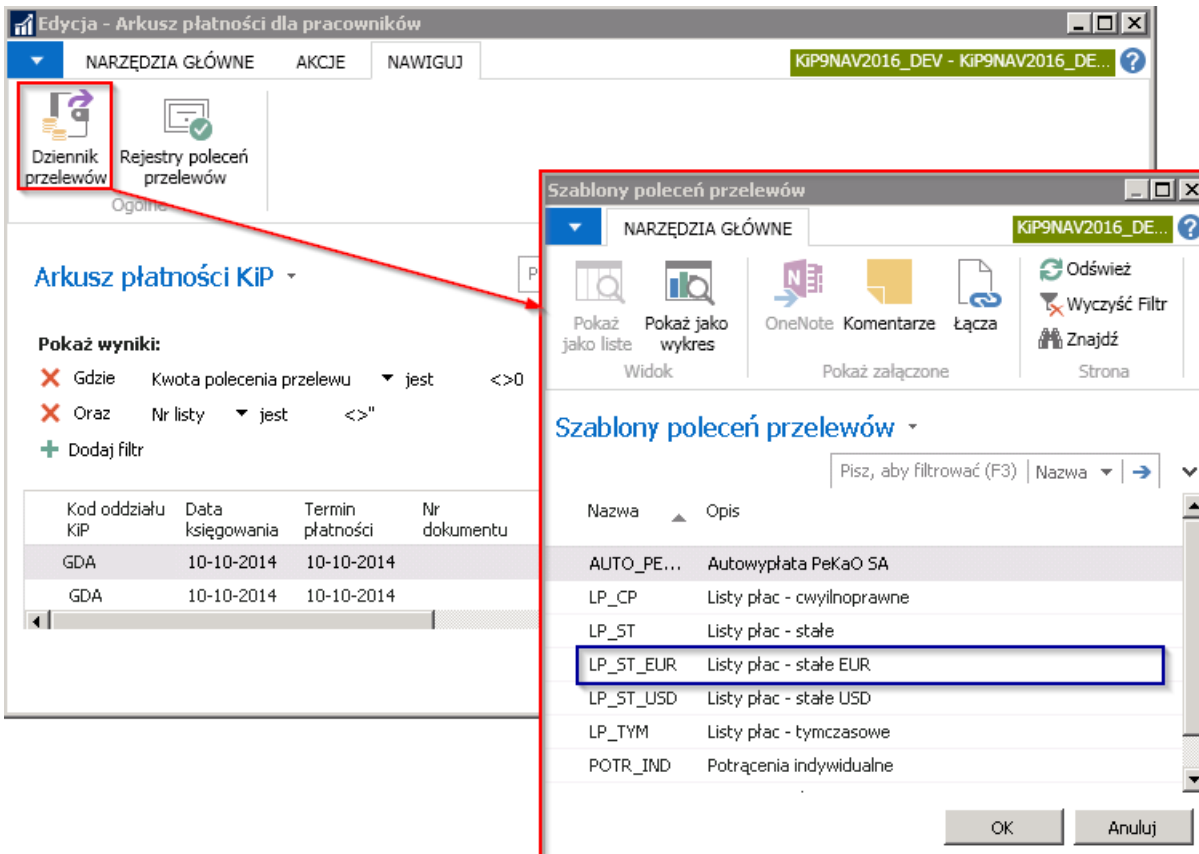 Edycja - Arkusz płatności dla pracowników
NARZĘDZIA GŁÓWNE AKCJE NAWIGUJ
KiP9NAV2016_DEV - KiP9NAV2016_DE...
Dziennik przelewów
Rejestry poleceń przelewów
Ogólne
Arkusz płatności KiP
Pokaż wyniki:
Gdzie Kwota polecenia przelewu jest <>0
Oraz Nr listy jest <>''
Dodaj filtr
Kod oddziału KiP Data księgowania Termin płatności Nr dokumentu
GDA 10-10-2014 10-10-2014
GDA 10-10-2014 10-10-2014
Szablony poleceń przelewów
NARZĘDZIA GŁÓWNE
KiP9NAV2016_DE...
Pokaż jako liste
Pokaż jako wykres
Widok
OneNote Komentarze Łącza
Pokaż załączone
Odśwież
Wyczyść Filtr
Znajdź
Strona
Szablony poleceń przelewów
Pisz, aby filtrować (F3) Nazwa
Nazwa Opis
AUTO_PE... Autowypłata PeKaO SA
LP_CP Listy płac - cwyilnoprawne
LP_ST Listy płac - stałe
LP_ST_EUR Listy płac - stałe EUR
LP_ST_USD Listy płac - stałe USD
LP_TYM Listy płac - tymczasowe
POTR_IND Potrącenia indywidualne
OK Anuluj